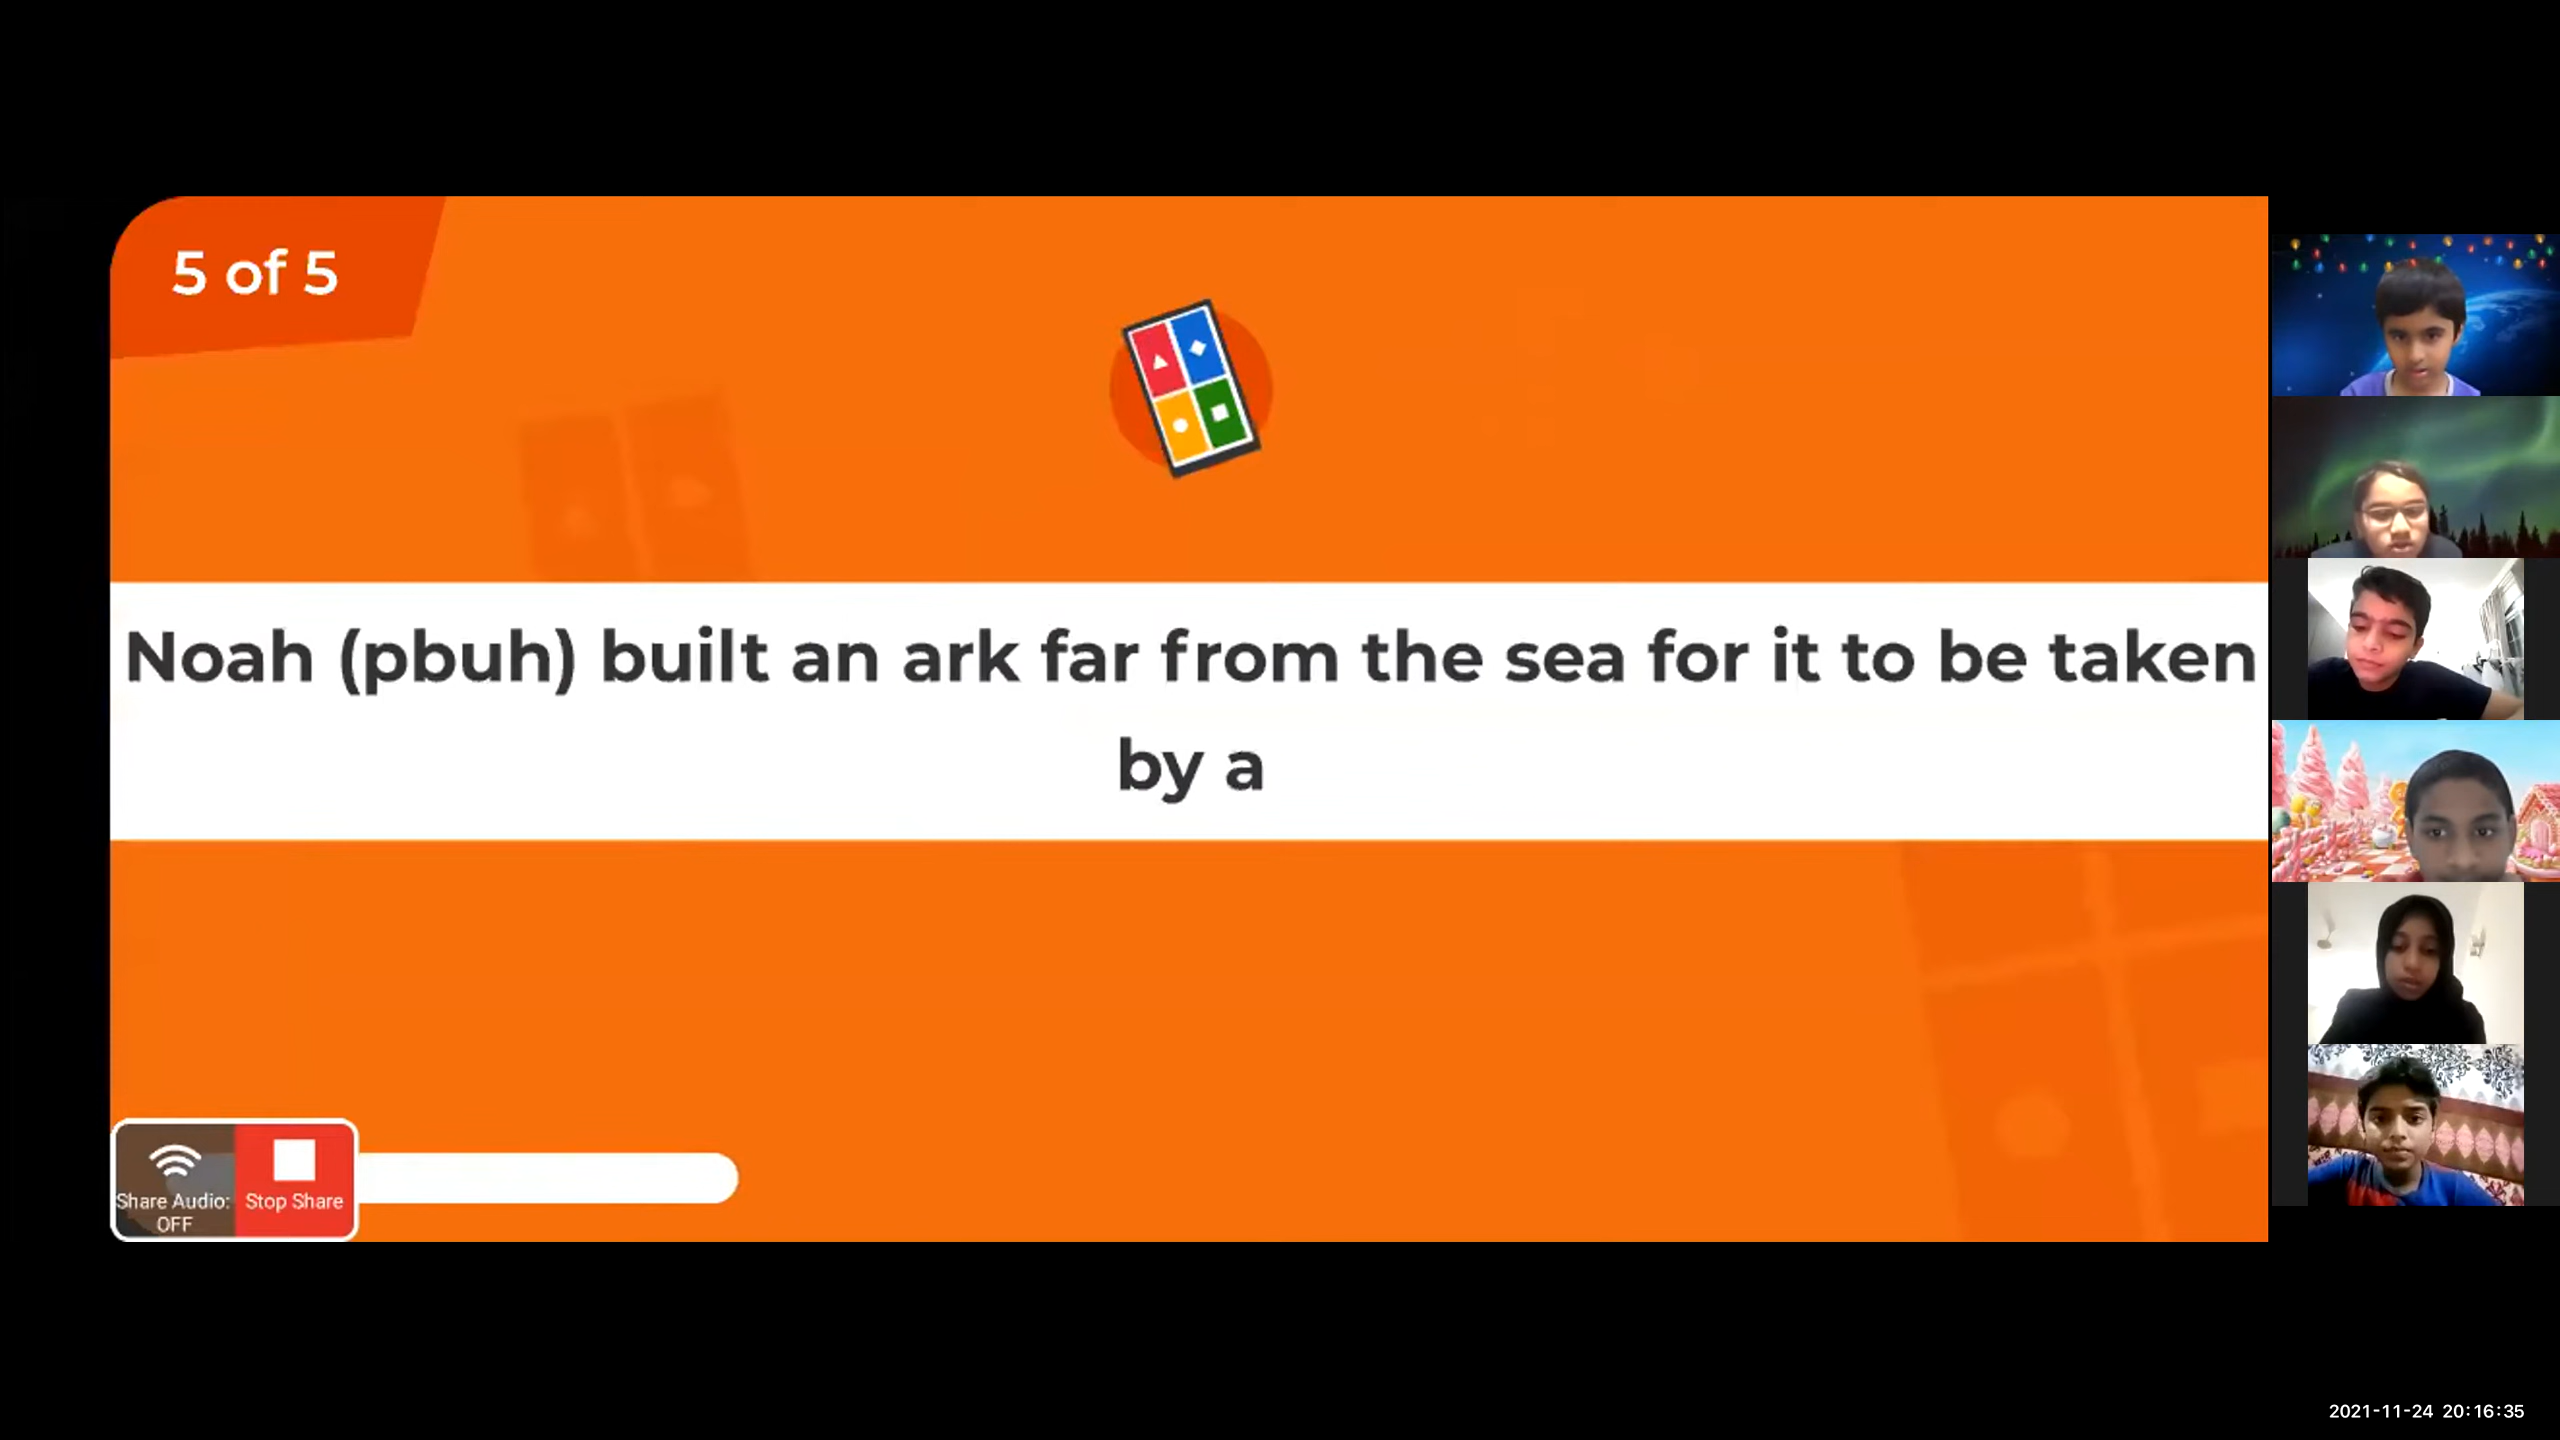 5 of 5
Noah (pbuh) built an ark far from the sea for it to be taken
by a
Share Audio:
OFF
Stop Share
2021-11-24 20:16:35